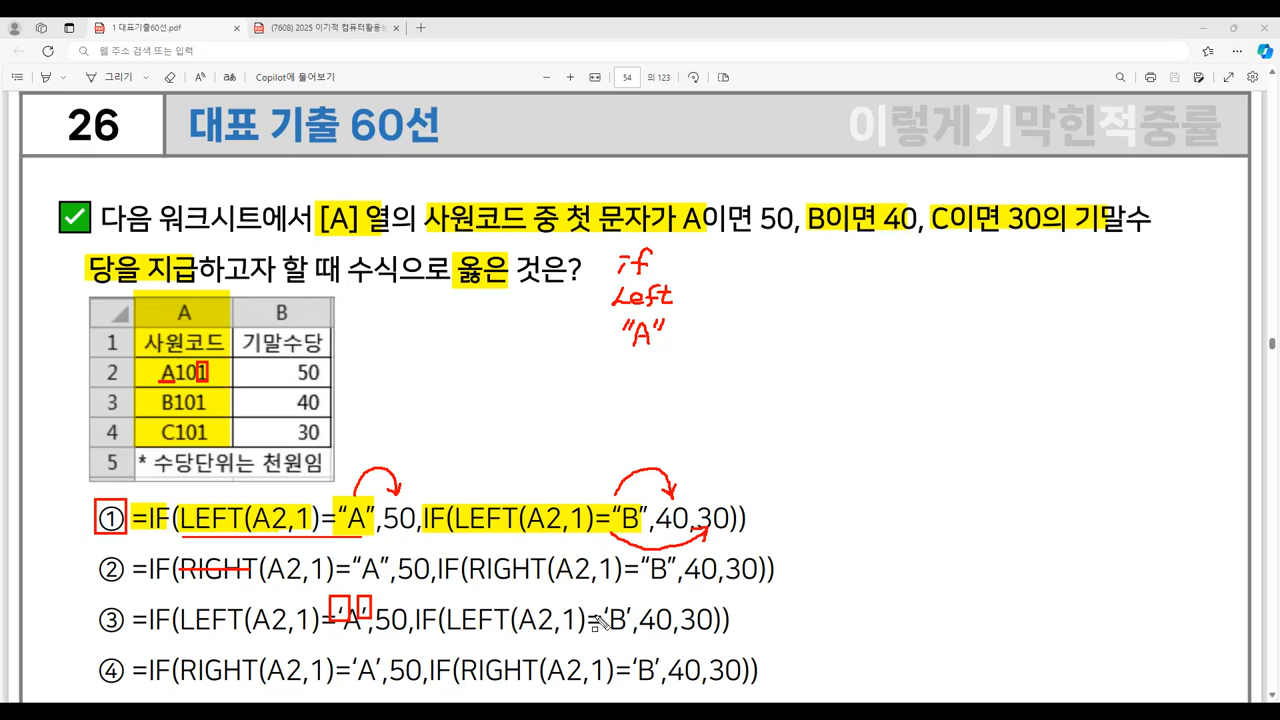 1 대표기출60선.pdf
(7608) 2025 이기적 컴퓨터활용
웹 주소 검색 또는 입력
그리기 가あ Copilot에 물어보기 54 의 123
26 대표 기출 60선 이렇게기막힌적중률
다음 워크시트에서 [A] 열의 사원코드 중 첫 문자가 A이면 50, B이면 40, C이면 30의 기말수
당을 지급하고자 할 때 수식으로 옳은 것은?
if
Left
"A"
A B
1 사원코드 기말수당
2 A101 50
3 B101 40
4 C101 30
5 * 수당단위는 천원임
① =IF(LEFT(A2,1)=“A”,50,IF(LEFT(A2,1)=“B”,40,30))
② =IF(RIGHT(A2,1)=“A”,50,IF(RIGHT(A2,1)=“B”,40,30))
③ =IF(LEFT(A2,1)=‘A’,50,IF(LEFT(A2,1)=‘B’,40,30))
④ =IF(RIGHT(A2,1)=‘A’,50,IF(RIGHT(A2,1)=‘B’,40,30))